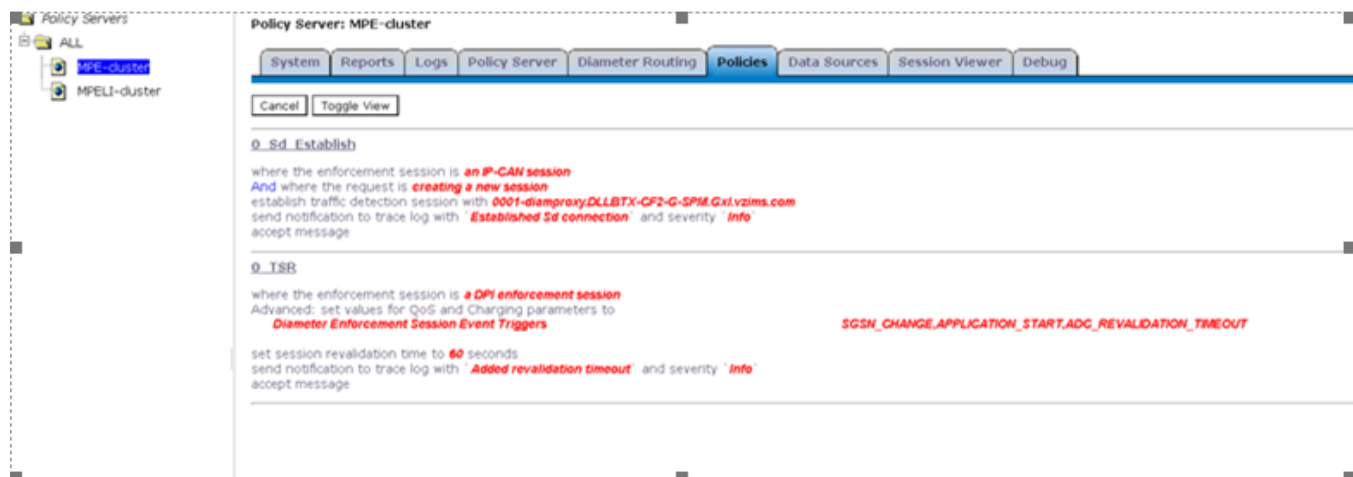 Policy Servers
ALL
MPE-cluster
MPELI-cluster
Policy Server: MPE-cluster
System Reports Logs Policy Server Diameter Routing Policies Data Sources Session Viewer Debug
Cancel Toggle View
0_Sd_Establish
where the enforcement session is an IP-CAN session
And where the request is creating a new session
establish traffic detection session with 0001-diamproxy.DLLBTX-CF2-G-SPM.Gxl.vzims.com
send notification to trace log with `Established Sd connection` and severity `Info`
accept message
0_TSR
where the enforcement session is a DPI enforcement session
Advanced: set values for QoS and Charging parameters to
Diameter Enforcement Session Event Triggers SGSN_CHANGE,APPLICATION_START,ADC_REVALIDATION_TIMEOUT
set session revalidation time to 60 seconds
send notification to trace log with `Added revalidation timeout` and severity `Info`
accept message